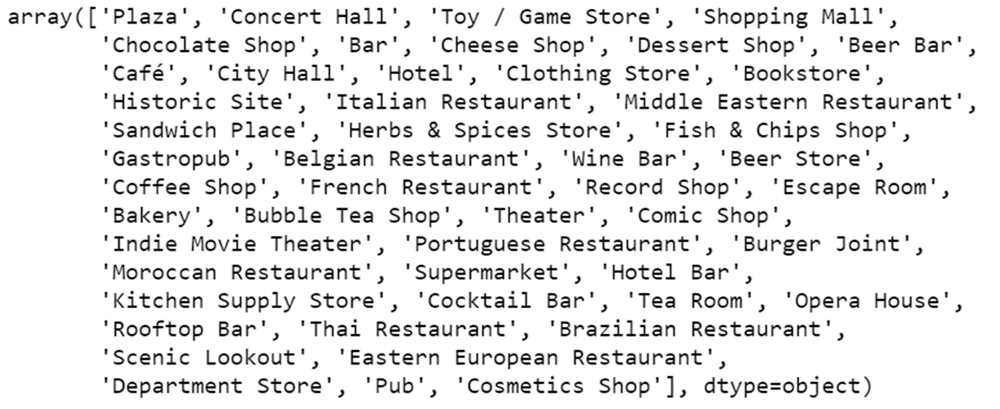 array(['Plaza', 'Concert Hall', 'Toy / Game Store', 'Shopping Mall',
'Chocolate Shop', 'Bar', 'Cheese Shop', 'Dessert Shop', 'Beer Bar',
'Café', 'City Hall', 'Hotel', 'Clothing Store', 'Bookstore',
'Historic Site', 'Italian Restaurant', 'Middle Eastern Restaurant',
'Sandwich Place', 'Herbs & Spices Store', 'Fish & Chips Shop',
'Gastropub', 'Belgian Restaurant', 'Wine Bar', 'Beer Store',
'Coffee Shop', 'French Restaurant', 'Record Shop', 'Escape Room',
'Bakery', 'Bubble Tea Shop', 'Theater', 'Comic Shop',
'Indie Movie Theater', 'Portuguese Restaurant', 'Burger Joint',
'Moroccan Restaurant', 'Supermarket', 'Hotel Bar',
'Kitchen Supply Store', 'Cocktail Bar', 'Tea Room', 'Opera House',
'Rooftop Bar', 'Thai Restaurant', 'Brazilian Restaurant',
'Scenic Lookout', 'Eastern European Restaurant',
'Department Store', 'Pub', 'Cosmetics Shop'], dtype=object)